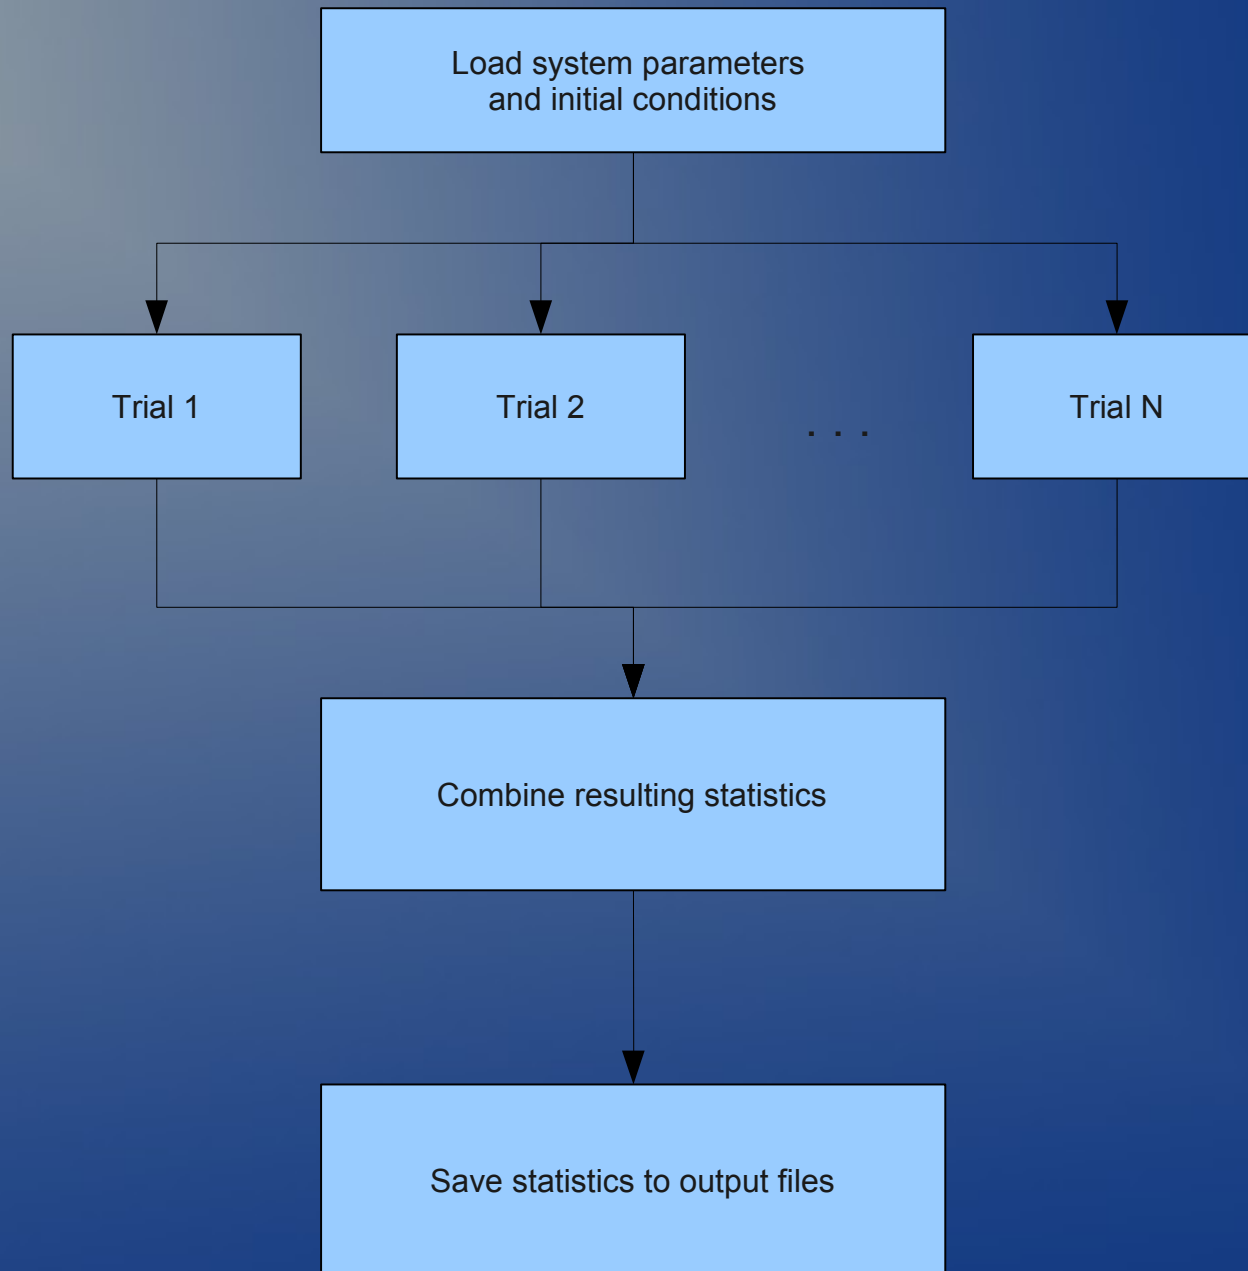 Load system parameters
and initial conditions
Trial 1
Trial 2
. . .
Trial N
Combine resulting statistics
Save statistics to output files